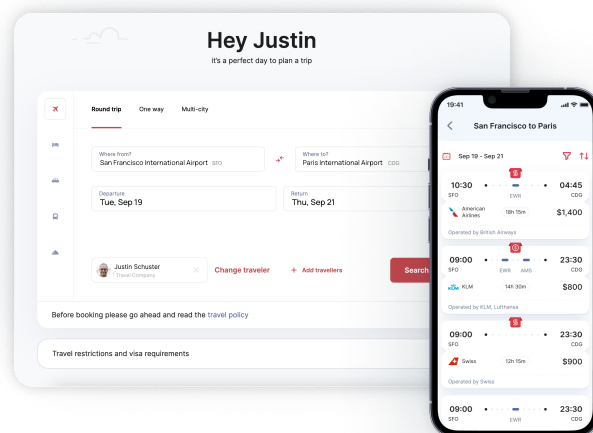 Hey Justin
it's a perfect day to plan a trip
Round trip One way Multi-city
Where from?
San Francisco International Airport SFO
Where to?
Paris International Airport CDG
Departure
Tue, Sep 19
Return
Thu, Sep 21
Justin Schuster
Travel Company
Change traveler
+ Add travellers
Search
Before booking please go ahead and read the travel policy
Travel restrictions and visa requirements
19:41
San Francisco to Paris
Sep 19 - Sep 21
10:30 04:45
SFO EWR CDG
American Airlines 18h 15m $1,400
Operated by British Airways
09:00 23:30
SFO EWR AMS CDG
KLM KLM 14h 30m $800
Operated by KLM, Lufthansa
09:00 23:30
SFO CDG
Swiss 12h 15m $900
Operated by Swiss
09:00 23:30
SFO EWR CDG